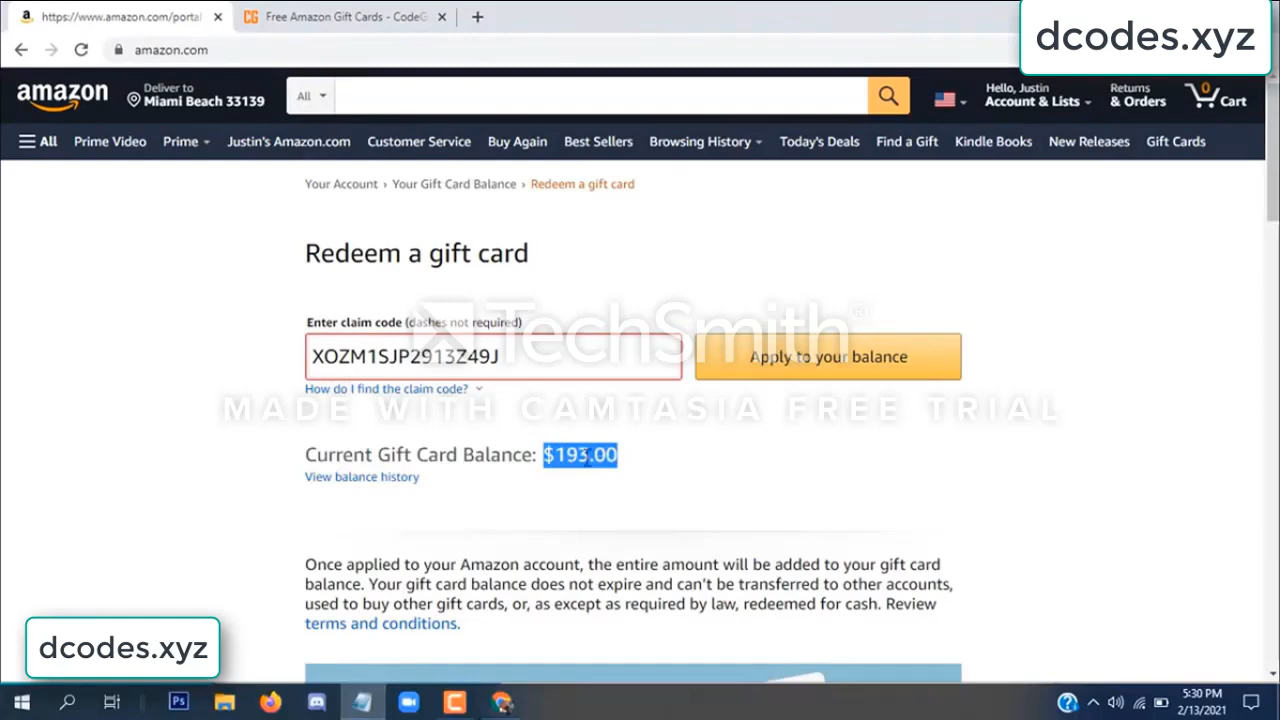 https://www.amazon.com/portal
Free Amazon Gift Cards - CodeG
dcodes.xyz
amazon.com
amazon
Deliver to
Miami Beach 33139
All
Hello, Justin
Account & Lists
Returns
& Orders
0
Cart
All
Prime Video
Prime
Justin's Amazon.com
Customer Service
Buy Again
Best Sellers
Browsing History
Today's Deals
Find a Gift
Kindle Books
New Releases
Gift Cards
Your Account › Your Gift Card Balance › Redeem a gift card
Redeem a gift card
Enter claim code (dashes not required)
TechSmith®
XOZM1SJP2913Z49J
Apply to your balance
How do I find the claim code?
MADE WITH CAMTASIA FREE TRIAL
Current Gift Card Balance: $193.00
View balance history
Once applied to your Amazon account, the entire amount will be added to your gift card
balance. Your gift card balance does not expire and can't be transferred to other accounts,
used to buy other gift cards, or, as except as required by law, redeemed for cash. Review
terms and conditions.
dcodes.xyz
Ps
5:30 PM
2/13/2021